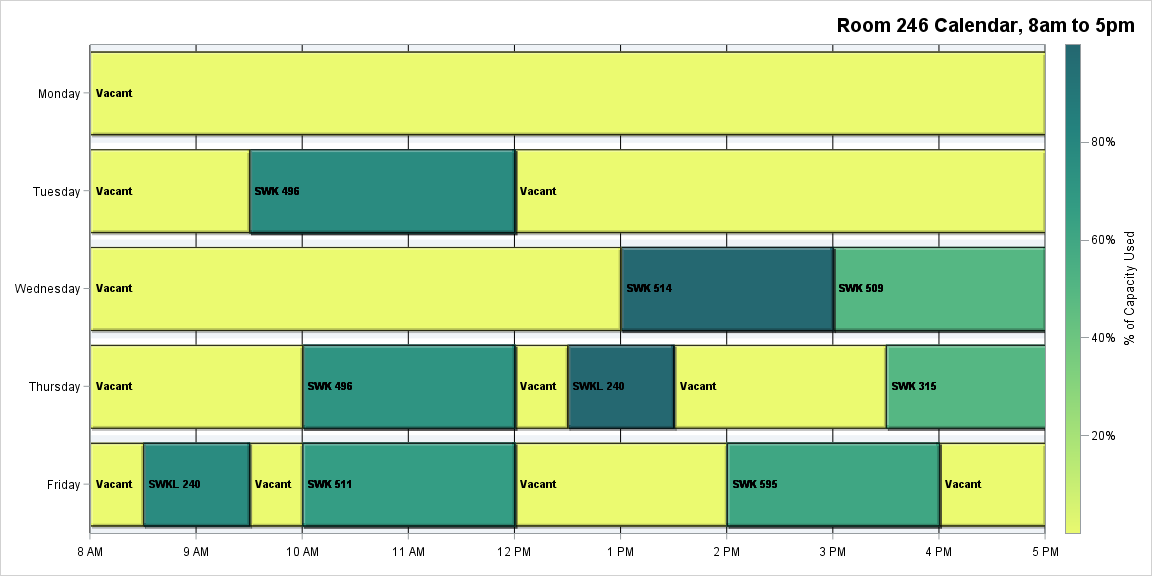 Room 246 Calendar, 8am to 5pm
Monday
Vacant
Tuesday
Vacant
SWK 496
Vacant
Wednesday
Vacant
SWK 514
SWK 509
Thursday
Vacant
SWK 496
Vacant
SWKL 240
Vacant
SWK 315
Friday
Vacant
SWKL 240
Vacant
SWK 511
Vacant
SWK 595
Vacant
8 AM
9 AM
10 AM
11 AM
12 PM
1 PM
2 PM
3 PM
4 PM
5 PM
80%
60%
40%
20%
% of Capacity Used